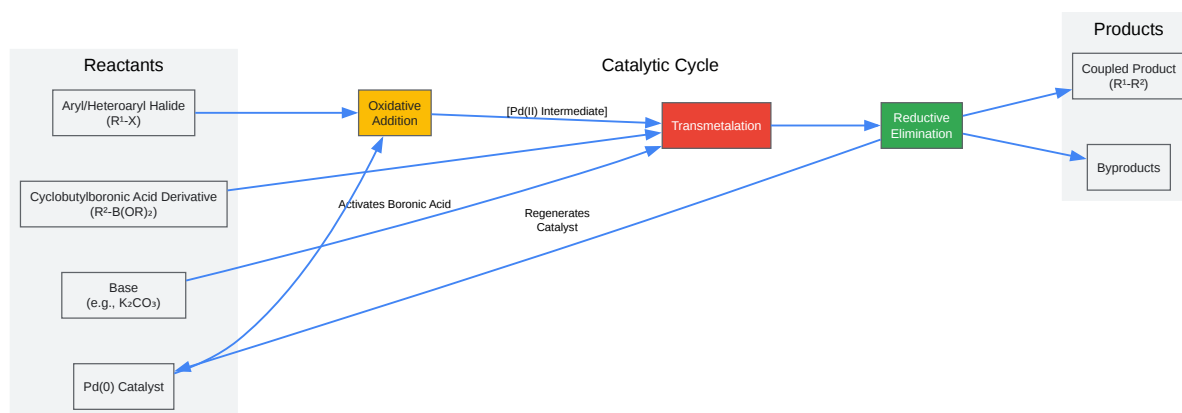 Reactants
Aryl/Heteroaryl Halide
(R¹-X)
Cyclobutylboronic Acid Derivative
(R²-B(OR)₂)
Base
(e.g., K₂CO₃)
Pd(0) Catalyst
Catalytic Cycle
Oxidative
Addition
[Pd(II) Intermediate]
Transmetalation
Reductive
Elimination
Activates Boronic Acid
Regenerates
Catalyst
Products
Coupled Product
(R¹-R²)
Byproducts